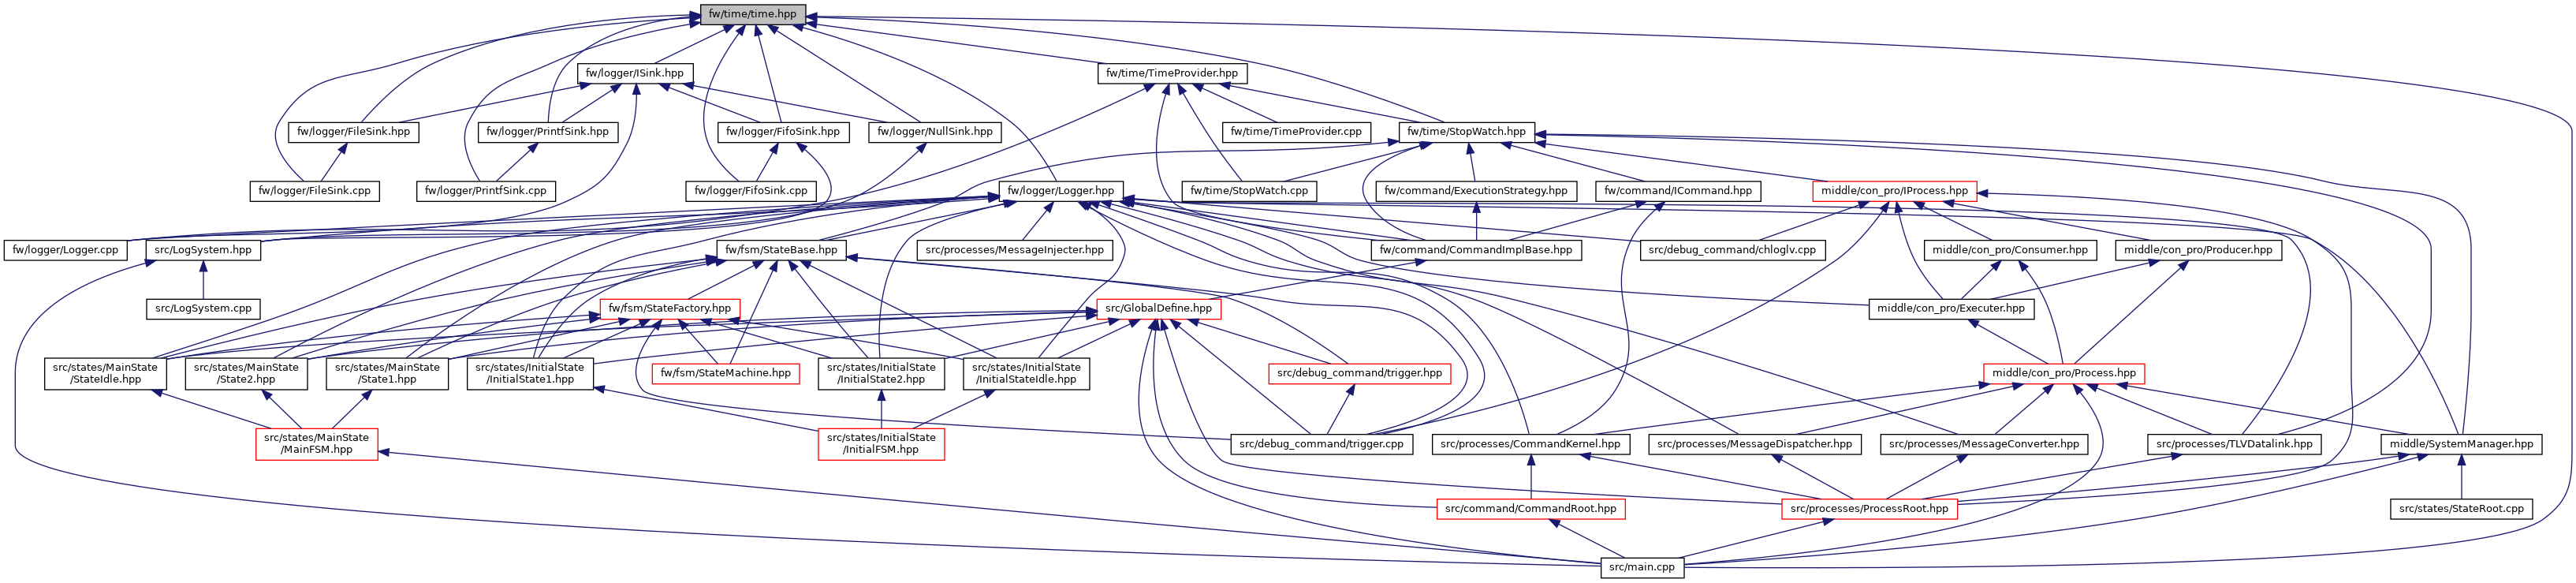 fw/time/time.hpp
fw/logger/ISink.hpp
fw/time/TimeProvider.hpp
fw/logger/FileSink.hpp
fw/logger/PrintfSink.hpp
fw/logger/FifoSink.hpp
fw/logger/NullSink.hpp
fw/time/TimeProvider.cpp
fw/time/StopWatch.hpp
fw/logger/FileSink.cpp
fw/logger/PrintfSink.cpp
fw/logger/FifoSink.cpp
fw/logger/Logger.hpp
fw/time/StopWatch.cpp
fw/command/ExecutionStrategy.hpp
fw/command/ICommand.hpp
middle/con_pro/IProcess.hpp
fw/logger/Logger.cpp
src/LogSystem.hpp
fw/fsm/StateBase.hpp
src/processes/MessageInjecter.hpp
fw/command/CommandImplBase.hpp
src/debug_command/chloglv.cpp
middle/con_pro/Consumer.hpp
middle/con_pro/Producer.hpp
src/LogSystem.cpp
fw/fsm/StateFactory.hpp
src/GlobalDefine.hpp
middle/con_pro/Executer.hpp
src/states/MainState
/StateIdle.hpp
src/states/MainState
/State2.hpp
src/states/MainState
/State1.hpp
src/states/InitialState
/InitialState1.hpp
fw/fsm/StateMachine.hpp
src/states/InitialState
/InitialState2.hpp
src/states/InitialState
/InitialStateIdle.hpp
src/debug_command/trigger.hpp
middle/con_pro/Process.hpp
src/states/MainState
/MainFSM.hpp
src/states/InitialState
/InitialFSM.hpp
src/debug_command/trigger.cpp
src/processes/CommandKernel.hpp
src/processes/MessageDispatcher.hpp
src/processes/MessageConverter.hpp
src/processes/TLVDatalink.hpp
middle/SystemManager.hpp
src/command/CommandRoot.hpp
src/processes/ProcessRoot.hpp
src/states/StateRoot.cpp
src/main.cpp